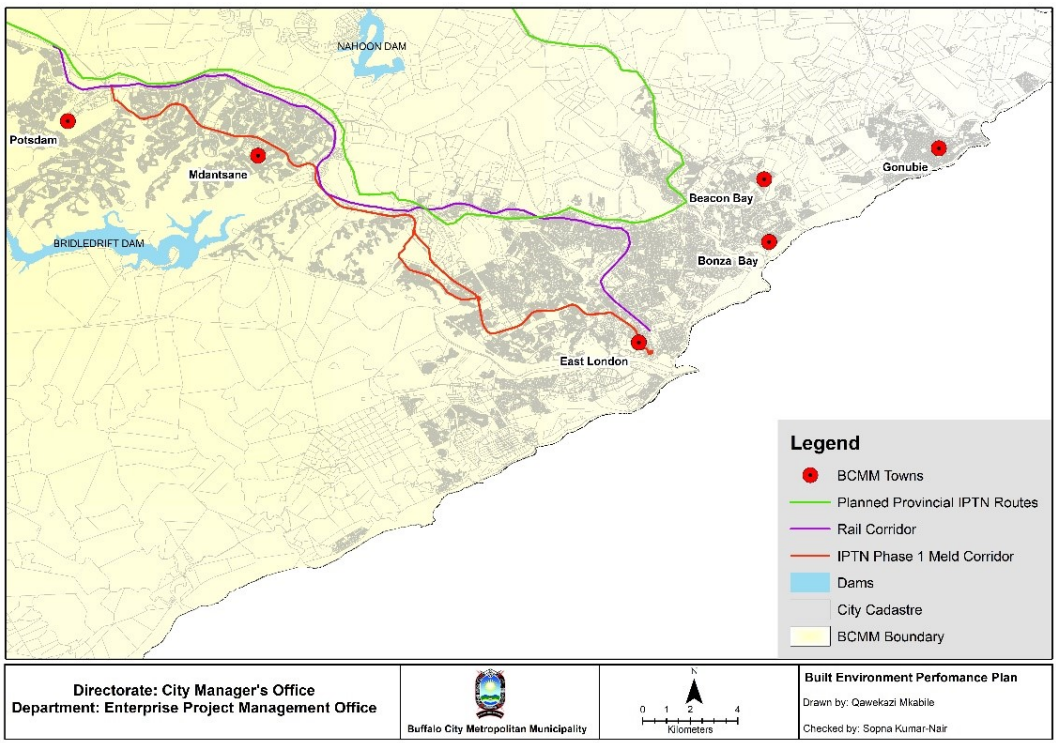 NAHOON DAM
Potsdam
Mdantsane
Gonubie
Beacon Bay
BRIDLEDRIFT DAM
Bonza Bay
East London
Legend
BCMM Towns
Planned Provincial IPTN Routes
Rail Corridor
IPTN Phase 1 Meld Corridor
Dams
City Cadastre
BCMM Boundary
Directorate: City Manager's Office
Department: Enterprise Project Management Office
Buffalo City Metropolitan Municipality
N
0 1 2 4
Kilometers
Built Environment Perfomance Plan
Drawn by: Qawekazi Mkabile
Checked by: Sopna Kumar-Nair